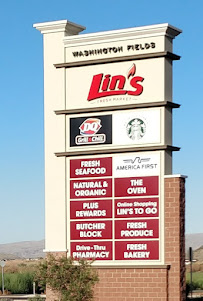 WASHINGTON FIELDS
Lin's
FRESH MARKET
DQ
Grill & Chill
FRESH
SEAFOOD
AMERICA FIRST
NATURAL &
ORGANIC
THE
OVEN
PLUS
REWARDS
Online Shopping
LIN'S TO GO
BUTCHER
BLOCK
FRESH
PRODUCE
Drive-Thru
PHARMACY
FRESH
BAKERY